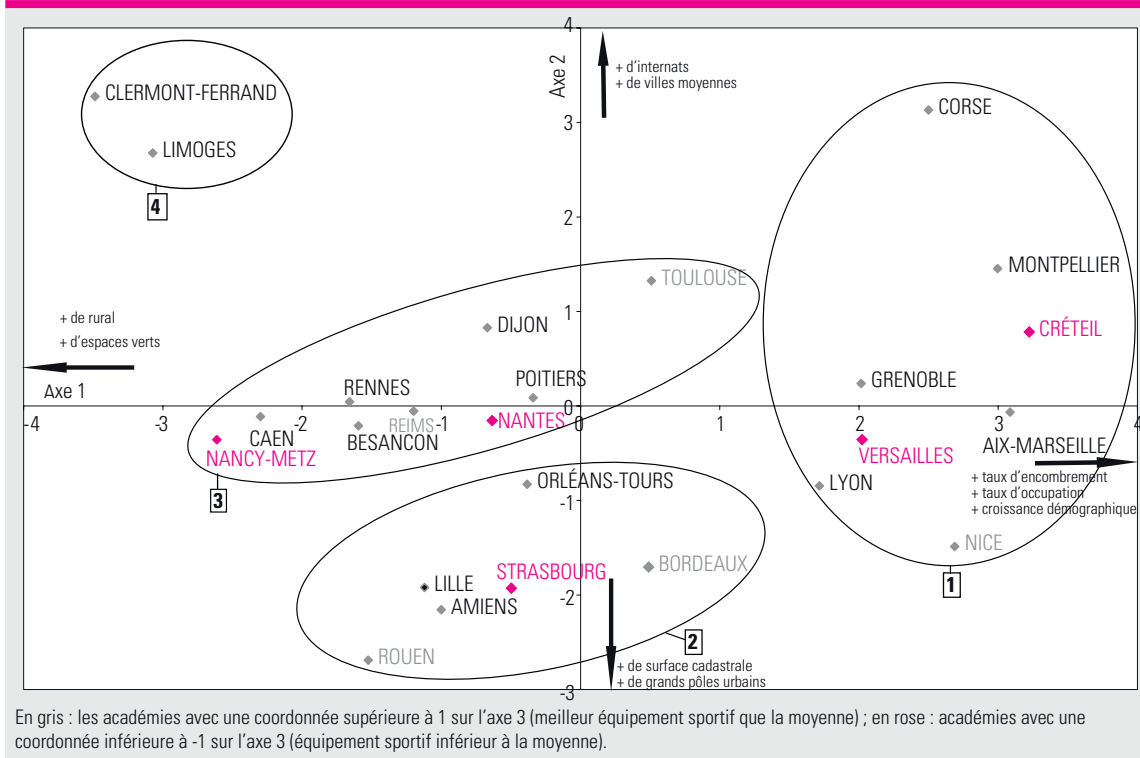 4
Axe 2
+ d'internats
+ de villes moyennes
CLERMONT-FERRAND
CORSE
3
LIMOGES
4
2
MONTPELLIER
TOULOUSE
1
DIJON
CRÉTEIL
+ de rural
+ d'espaces verts
POITIERS
GRENOBLE
RENNES
Axe 1
0
-4 -3 -2 -1 0 1 2 3 4
REIMS
NANTES
CAEN
BESANCON
AIX-MARSEILLE
NANCY-METZ
VERSAILLES
+ taux d'encombrement
+ taux d'occupation
+ croissance démographique
3
-1
ORLÉANS-TOURS
LYON
NICE
BORDEAUX
STRASBOURG
LILLE
1
-2
AMIENS
2
ROUEN
+ de surface cadastrale
+ de grands pôles urbains
-3
En gris : les académies avec une coordonnée supérieure à 1 sur l'axe 3 (meilleur équipement sportif que la moyenne) ; en rose : académies avec une
coordonnée inférieure à -1 sur l'axe 3 (équipement sportif inférieur à la moyenne).